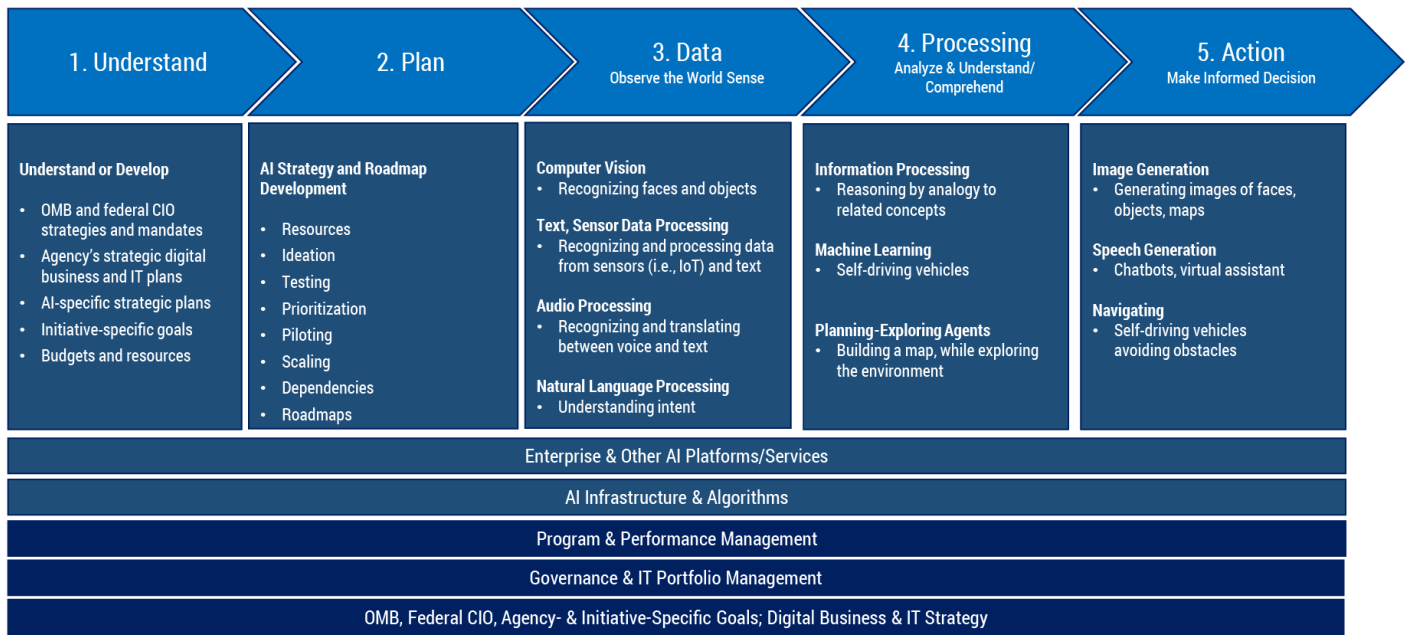 1. Understand
2. Plan
3. Data
Observe the World Sense
4. Processing
Analyze & Understand/
Comprehend
5. Action
Make Informed Decision
Understand or Develop
• OMB and federal CIO
strategies and mandates
• Agency's strategic digital
business and IT plans
• AI-specific strategic plans
• Initiative-specific goals
• Budgets and resources
AI Strategy and Roadmap
Development
• Resources
• Ideation
• Testing
• Prioritization
• Piloting
• Scaling
• Dependencies
• Roadmaps
Computer Vision
• Recognizing faces and objects
Text, Sensor Data Processing
• Recognizing and processing data
from sensors (i.e., IoT) and text
Audio Processing
• Recognizing and translating
between voice and text
Natural Language Processing
• Understanding intent
Information Processing
• Reasoning by analogy to
related concepts
Machine Learning
• Self-driving vehicles
Planning-Exploring Agents
• Building a map, while exploring
the environment
Image Generation
• Generating images of faces,
objects, maps
Speech Generation
• Chatbots, virtual assistant
Navigating
• Self-driving vehicles
avoiding obstacles
Enterprise & Other AI Platforms/Services
AI Infrastructure & Algorithms
Program & Performance Management
Governance & IT Portfolio Management
OMB, Federal CIO, Agency- & Initiative-Specific Goals; Digital Business & IT Strategy